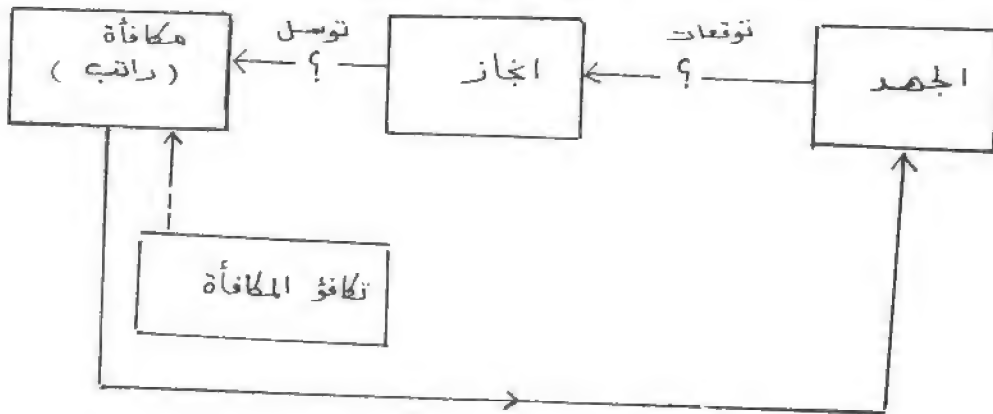 توقعات
توسل
مكافأة
(راتب)
؟
؟
انجاز
الجهد
تكافؤ المكافأة